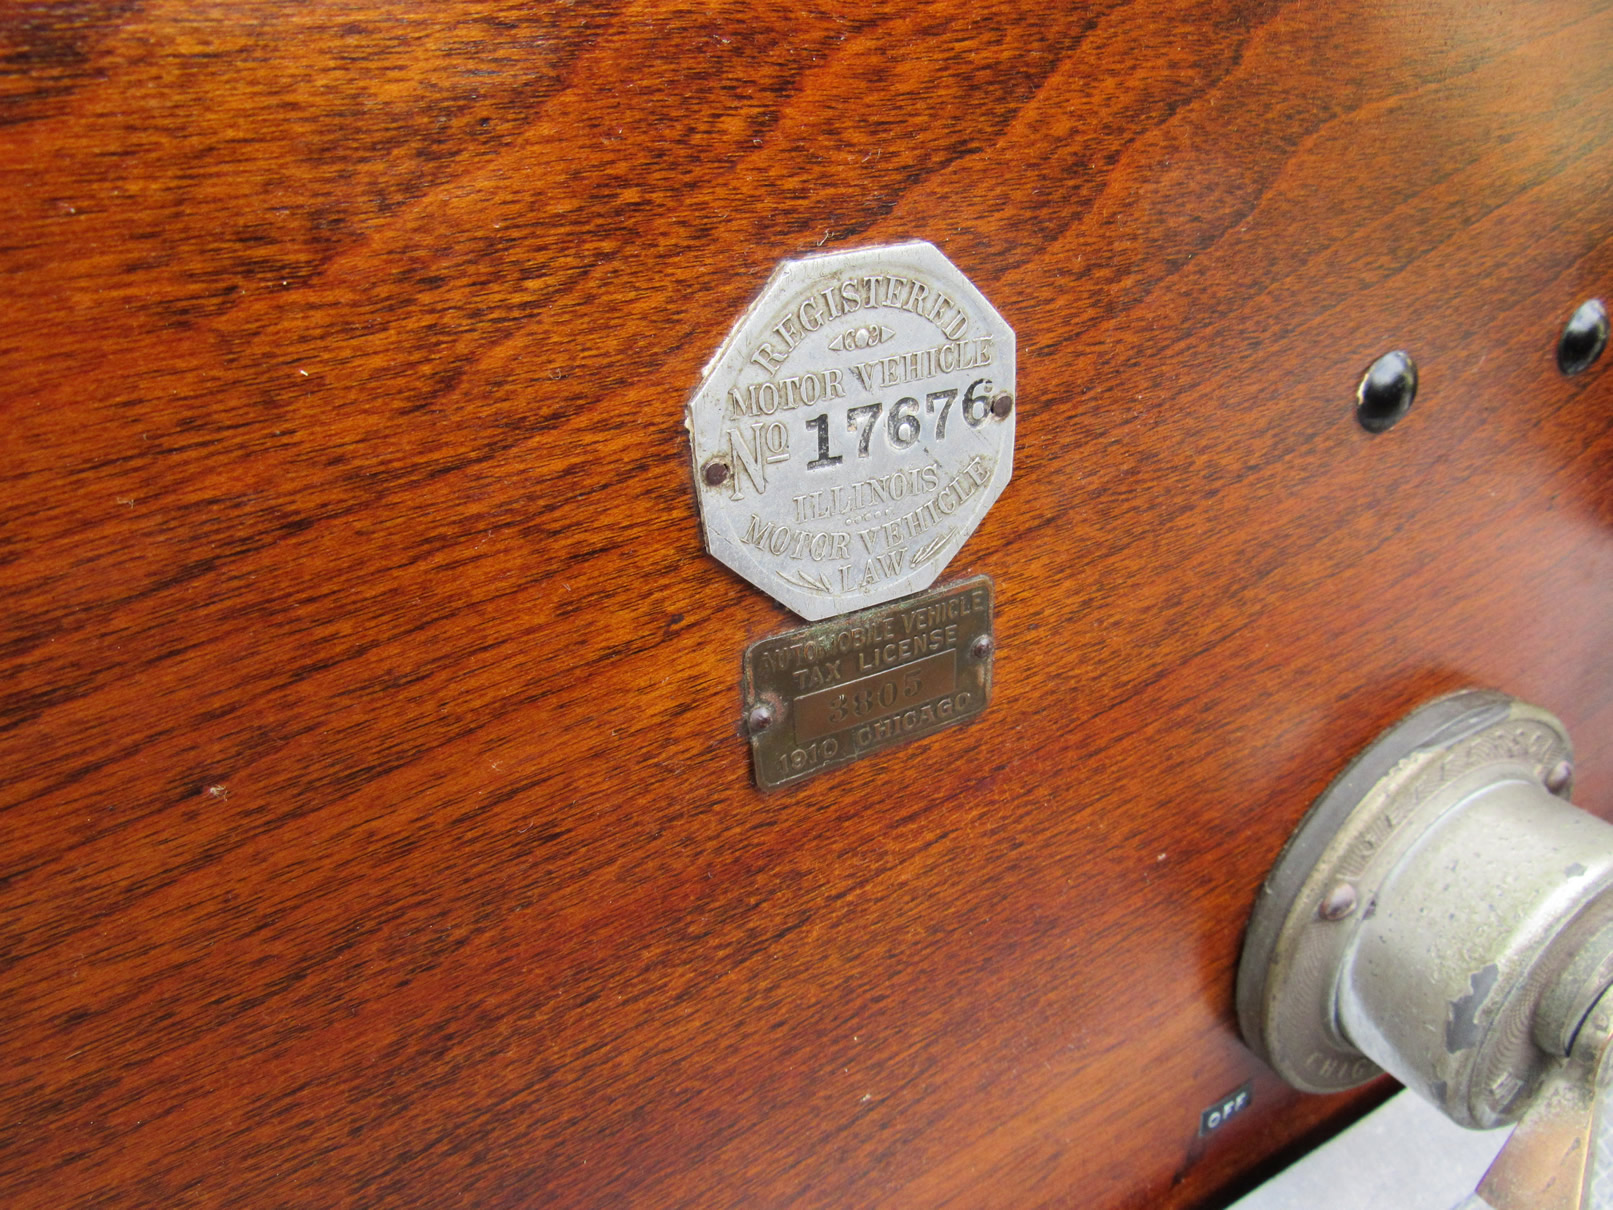 REGISTERED
MOTOR VEHICLE
No 17676
ILLINOIS
MOTOR VEHICLE
LAW
AUTOMOBILE VEHICLE
TAX LICENSE
3805
1910 CHICAGO
OFF